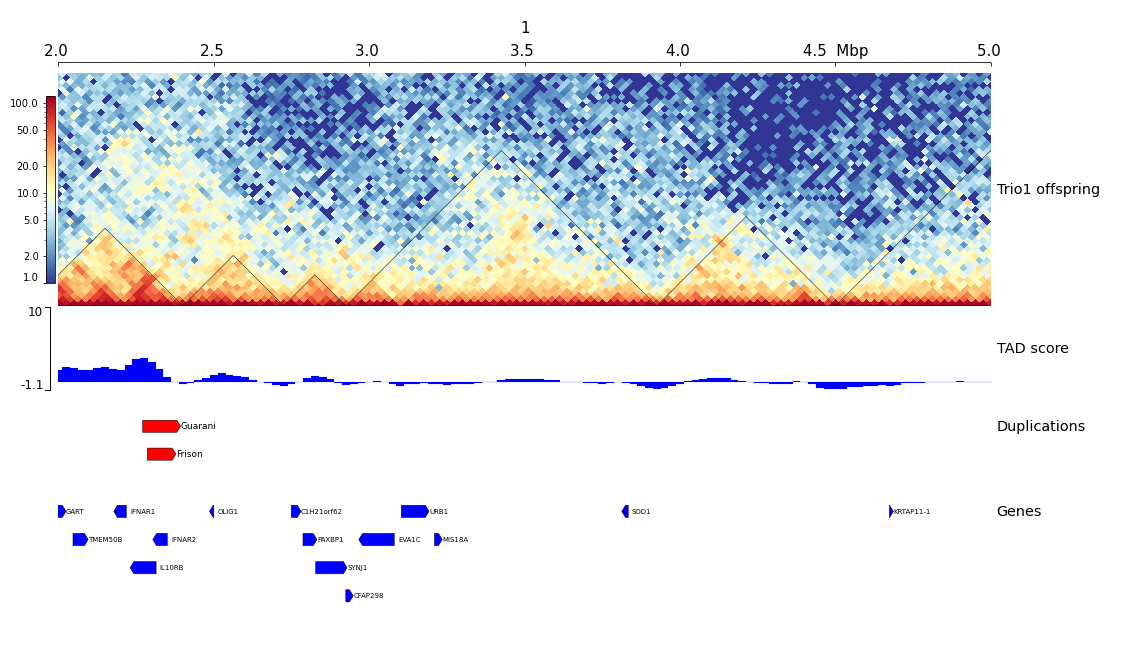 1
2.0 2.5 3.0 3.5 4.0 4.5 Mbp 5.0
100.0
50.0
20.0
10.0
5.0
2.0
1.0
Trio1 offspring
10
-1.1
TAD score
Guarani
Frison
Duplications
GART IFNAR1 OLIG1 C1H21orf62 URB1 SOD1 KRTAP11-1
Genes
TMEM50B IFNAR2 PAXBP1 EVA1C MIS18A
IL10RB SYNJ1
CFAP298